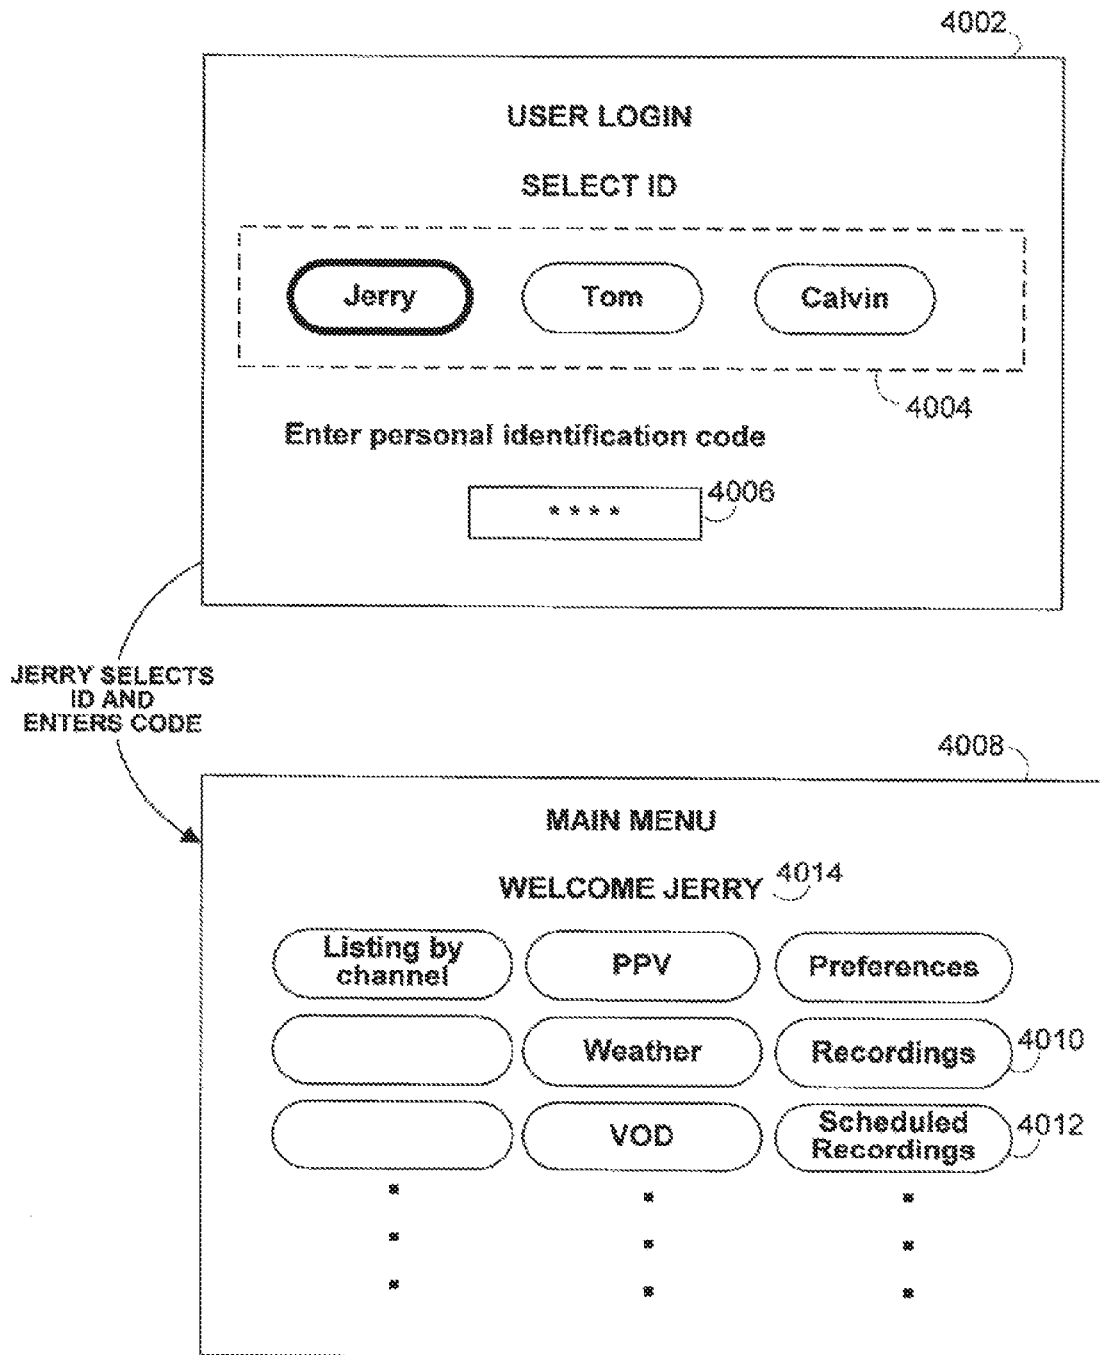 4002
USER LOGIN
SELECT ID
Jerry
Tom
Calvin
4004
Enter personal identification code
* * * *
4006
JERRY SELECTS
ID AND
ENTERS CODE
4008
MAIN MENU
WELCOME JERRY
4014
Listing by
channel
PPV
Preferences
Weather
Recordings
4010
VOD
Scheduled
Recordings
4012